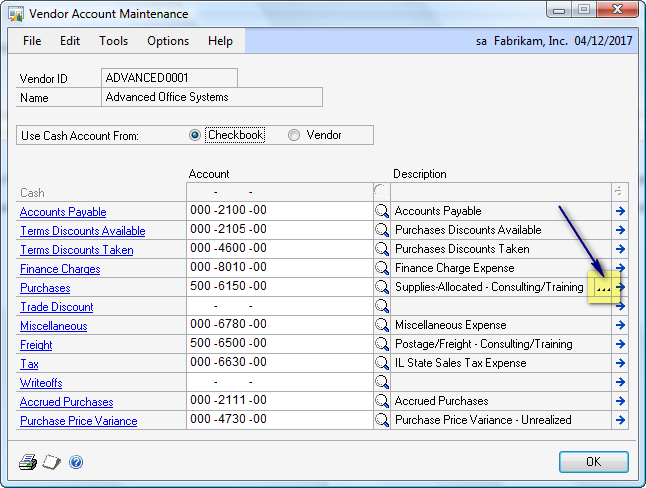 Vendor Account Maintenance
File Edit Tools Options Help sa Fabrikam, Inc. 04/12/2017
Vendor ID ADVANCED0001
Name Advanced Office Systems
Use Cash Account From: Checkbook Vendor
Account Description
Cash - -
Accounts Payable 000 -2100 -00 Accounts Payable
Terms Discounts Available 000 -2105 -00 Purchases Discounts Available
Terms Discounts Taken 000 -4600 -00 Purchases Discounts Taken
Finance Charges 000 -8010 -00 Finance Charge Expense
Purchases 500 -6150 -00 Supplies-Allocated - Consulting/Training ...
Trade Discount - -
Miscellaneous 000 -6780 -00 Miscellaneous Expense
Freight 500 -6500 -00 Postage/Freight - Consulting/Training
Tax 000 -6630 -00 IL State Sales Tax Expense
Writeoffs - -
Accrued Purchases 000 -2111 -00 Accrued Purchases
Purchase Price Variance 000 -4730 -00 Purchase Price Variance - Unrealized
OK